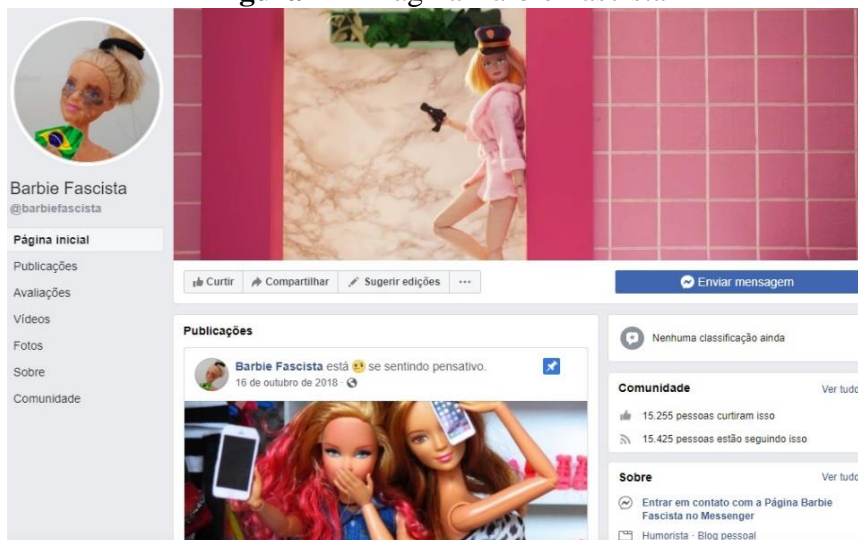 Barbie Fascista
@barbiefascista
Página inicial
Publicações
Avaliações
Vídeos
Fotos
Sobre
Comunidade
Curtir
Compartilhar
Sugerir edições
Enviar mensagem
Publicações
Barbie Fascista está se sentindo pensativo.
16 de outubro de 2018
Nenhuma classificação ainda
Comunidade
Ver tudo
15.255 pessoas curtiram isso
15.425 pessoas estão seguindo isso
Sobre
Ver tudo
Entrar em contato com a Página Barbie
Fascista no Messenger
Humorista · Blog pessoal